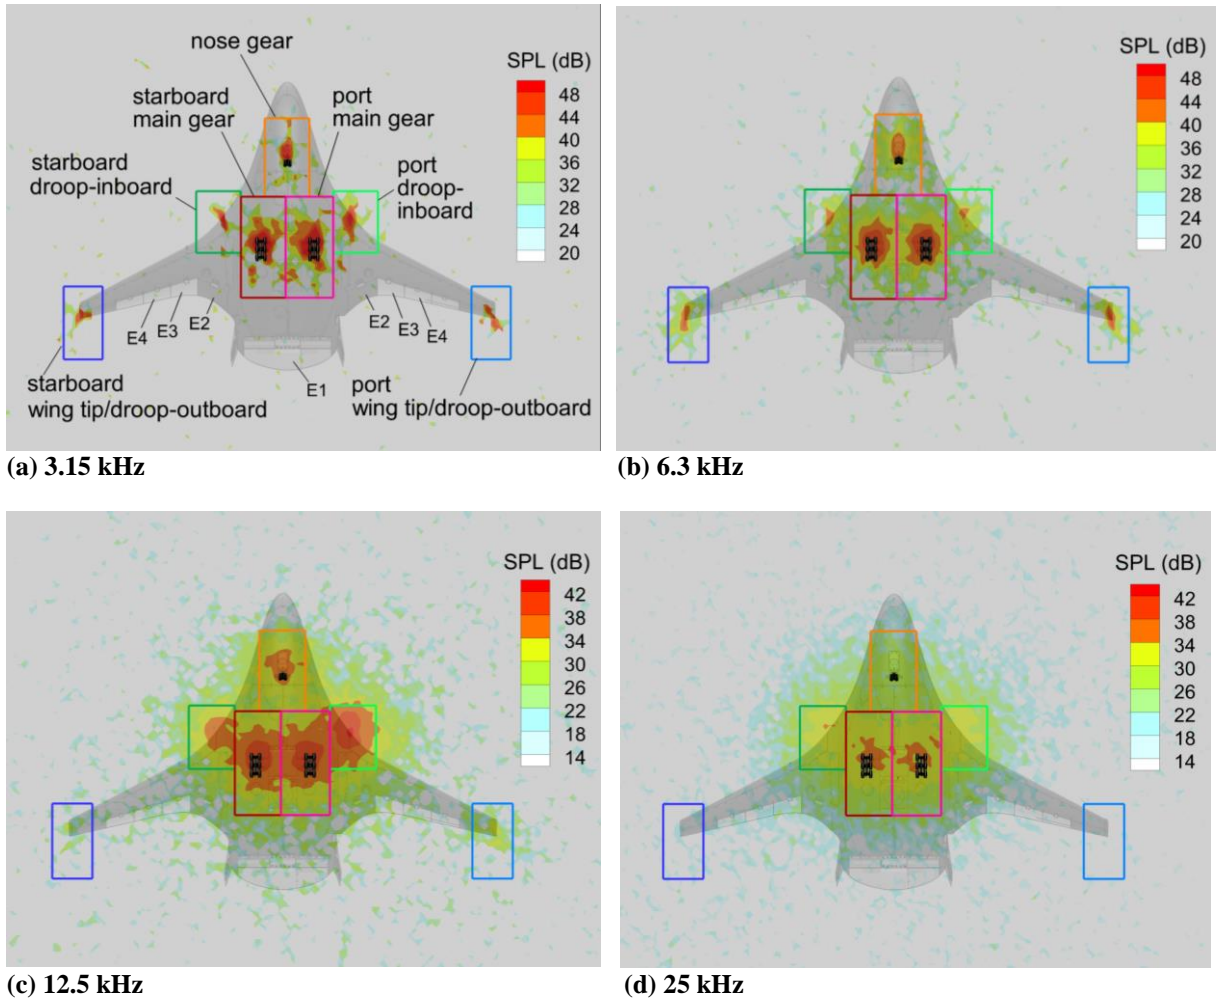 nose gear
starboard
main gear
port
main gear
starboard
droop-inboard
port
droop-
inboard
SPL (dB)
48
44
40
36
32
28
24
20
E4
E3
E2
E2
E3
E4
E1
starboard
wing tip/droop-outboard
port
wing tip/droop-outboard
(a) 3.15 kHz
SPL (dB)
48
44
40
36
32
28
24
20
(b) 6.3 kHz
SPL (dB)
42
38
34
30
26
22
18
14
(c) 12.5 kHz
SPL (dB)
42
38
34
30
26
22
18
14
(d) 25 kHz